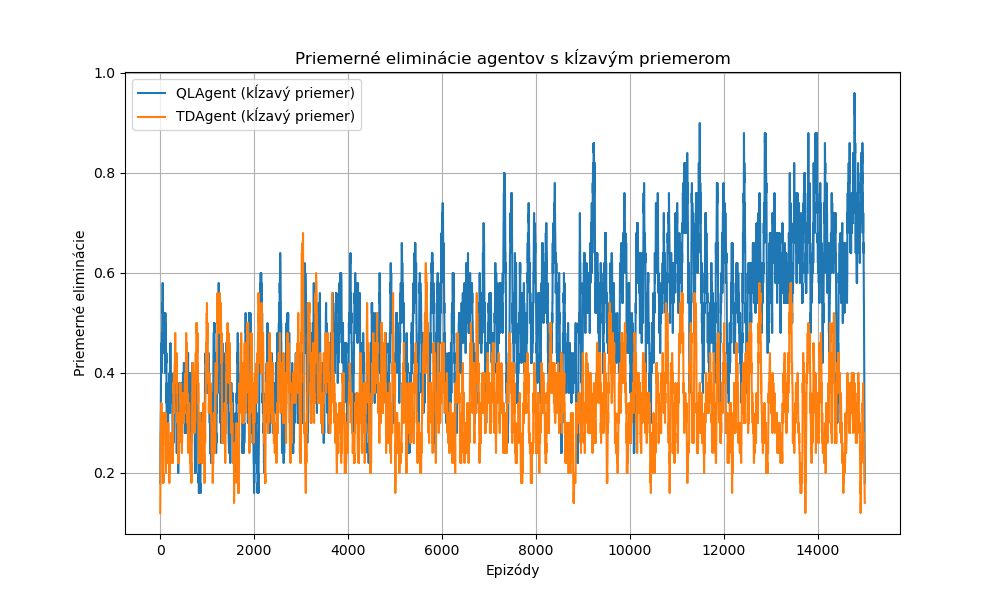 Priemerné eliminácie agentov s kĺzavým priemerom
QLAgent (kĺzavý priemer)
TDAgent (kĺzavý priemer)
Priemerné eliminácie
1.0
0.8
0.6
0.4
0.2
0 2000 4000 6000 8000 10000 12000 14000
Epizódy